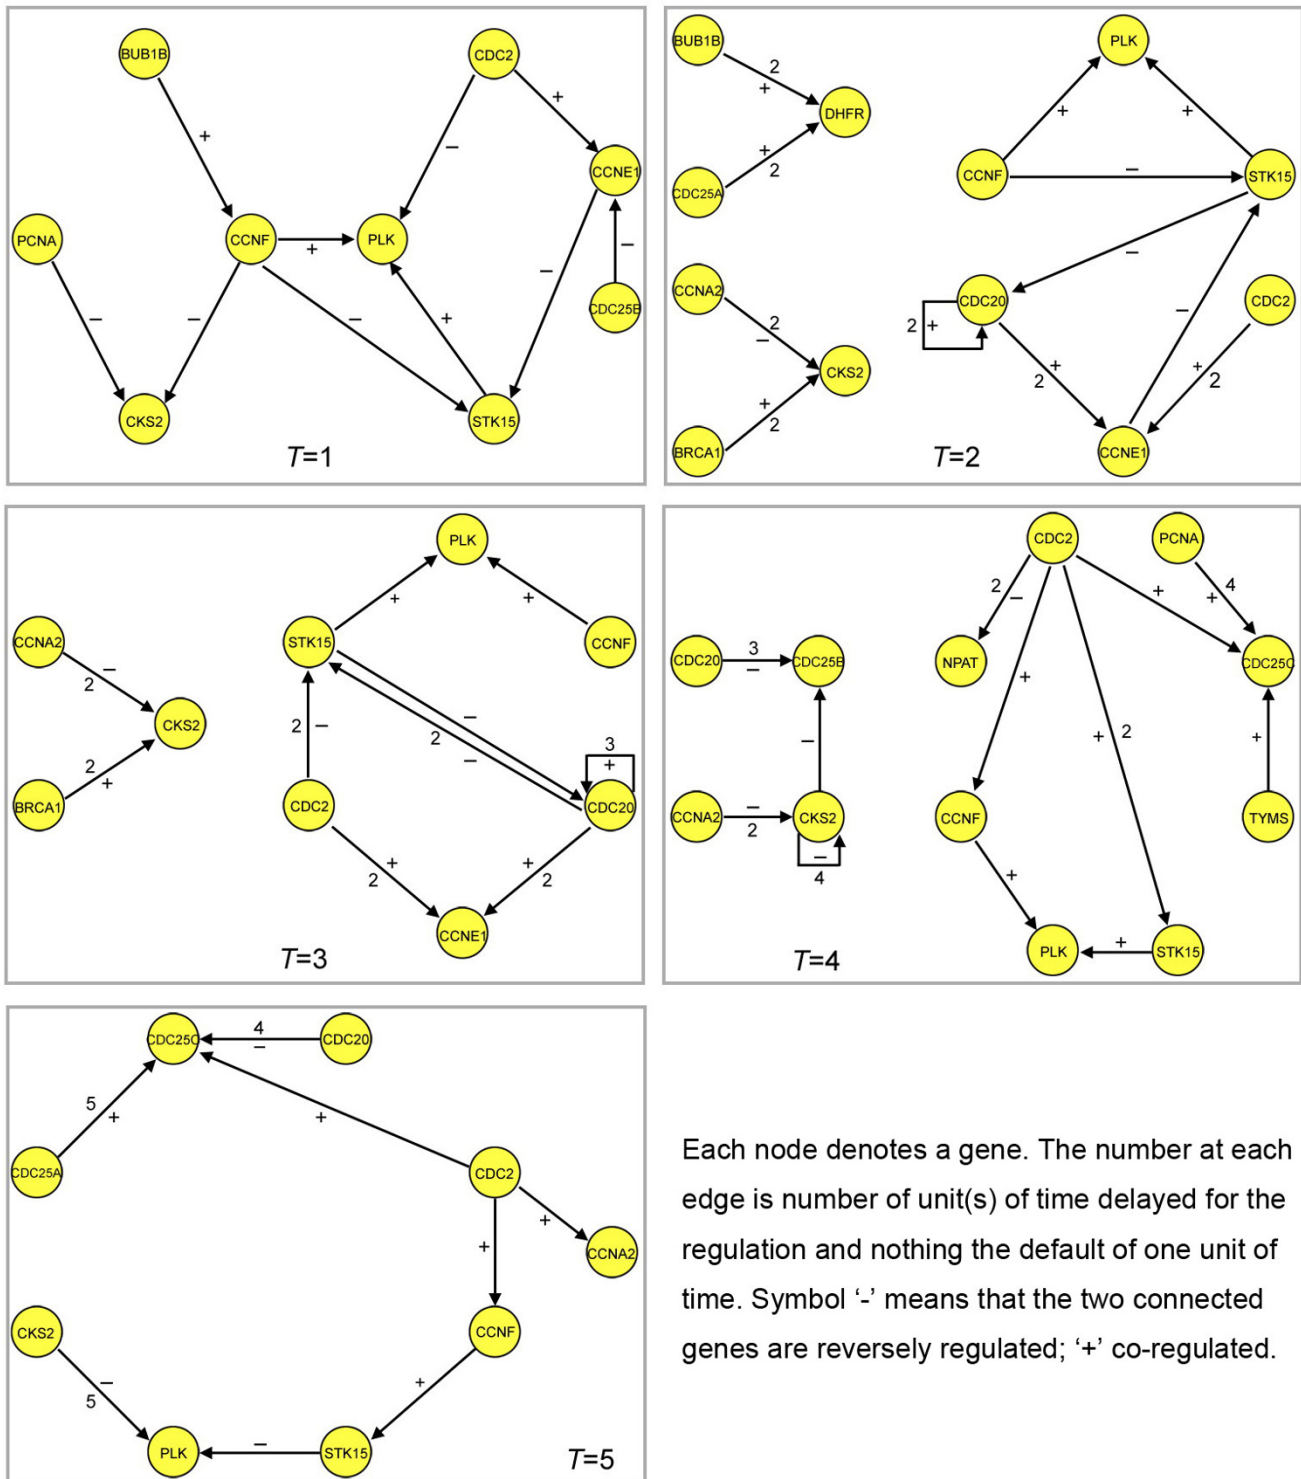 BUB1B
CDC2
+
+
−
CCNE1
PCNA
CCNF
+
PLK
−
−
−
−
−
+
CDC25B
CKS2
STK15
T=1
BUB1B
2
+
DHFR
+
2
CDC25A
PLK
+
+
CCNF
−
STK15
−
CCNA2
2
−
CKS2
+
2
BRCA1
CDC20
2
+
CDC2
−
+
2
+
2
CCNE1
T=2
PLK
+
+
CCNA2
−
2
CKS2
2
+
BRCA1
STK15
CCNF
2
−
−
2
−
3
+
CDC2
CDC20
+
2
+
2
CCNE1
T=3
CDC2
PCNA
2
−
+
4
+
CDC20
3
−
CDC25B
NPAT
CDC25C
+
−
+
2
+
CCNA2
−
2
CKS2
−
4
CCNF
TYMS
+
PLK
+
STK15
T=4
CDC25C
4
−
CDC20
5
+
+
CDC25A
CDC2
+
+
CCNA2
CKS2
CCNF
−
5
+
PLK
−
STK15
T=5
Each node denotes a gene. The number at each
edge is number of unit(s) of time delayed for the
regulation and nothing the default of one unit of
time. Symbol ‘-’ means that the two connected
genes are reversely regulated; ‘+’ co-regulated.